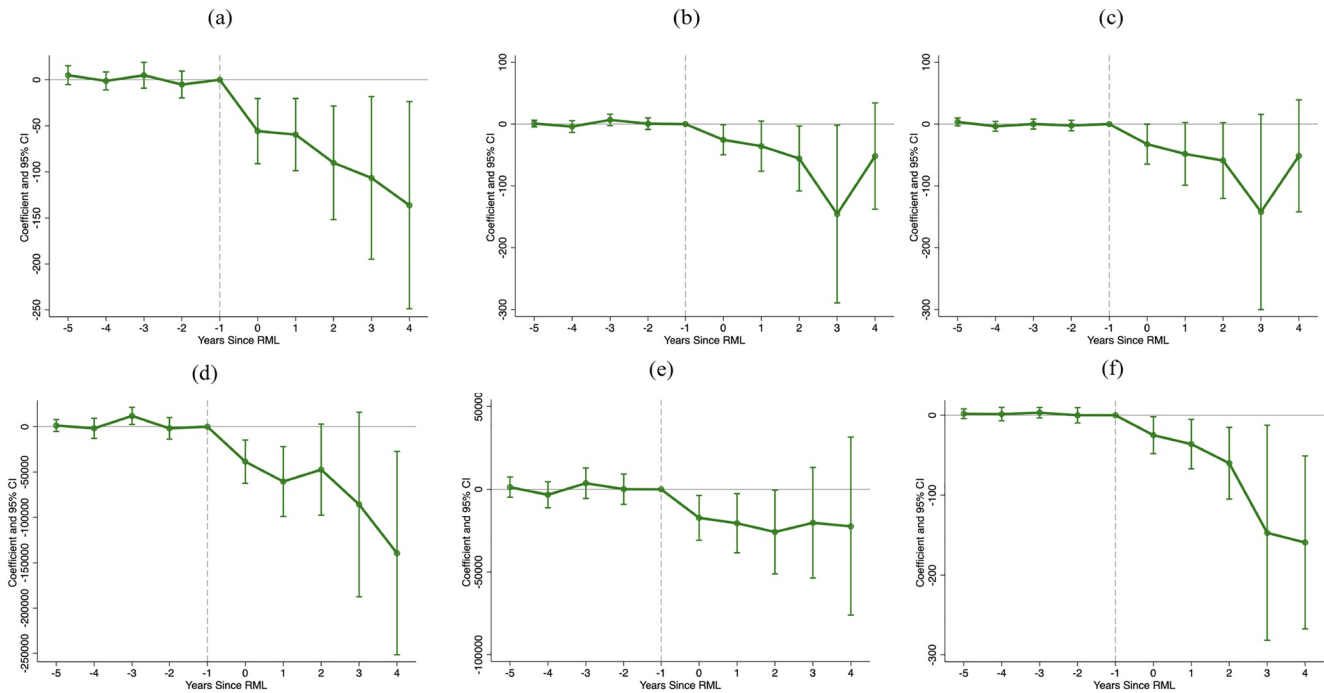 (a)
(b)
(c)
Coefficient and 95% CI
0
-50
-100
-150
-200
-250
-5 -4 -3 -2 -1 0 1 2 3 4
Years Since RML
Coefficient and 95% CI
100
0
-100
-200
-300
-5 -4 -3 -2 -1 0 1 2 3 4
Years Since RML
Coefficient and 95% CI
100
0
-100
-200
-300
-5 -4 -3 -2 -1 0 1 2 3 4
Years Since RML
(d)
(e)
(f)
Coefficient and 95% CI
0
-50000
-100000
-150000
-200000
-250000
-5 -4 -3 -2 -1 0 1 2 3 4
Years Since RML
Coefficient and 95% CI
50000
0
-50000
-100000
-5 -4 -3 -2 -1 0 1 2 3 4
Years Since RML
Coefficient and 95% CI
0
-100
-200
-300
-5 -4 -3 -2 -1 0 1 2 3 4
Years Since RML